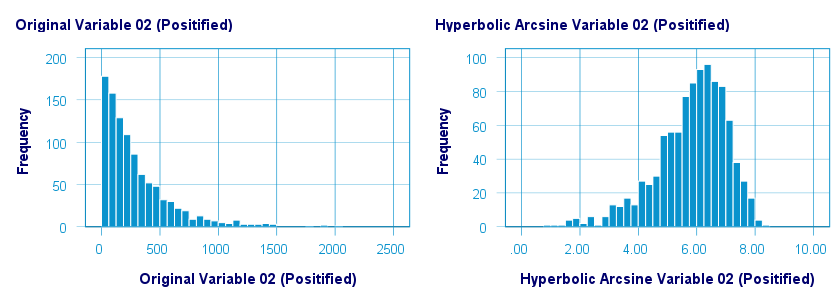 Original Variable 02 (Positified)
200
150
100
50
0
Frequency
0 500 1000 1500 2000 2500
Original Variable 02 (Positified)
Hyperbolic Arcsine Variable 02 (Positified)
100
80
60
40
20
0
Frequency
.00 2.00 4.00 6.00 8.00 10.00
Hyperbolic Arcsine Variable 02 (Positified)